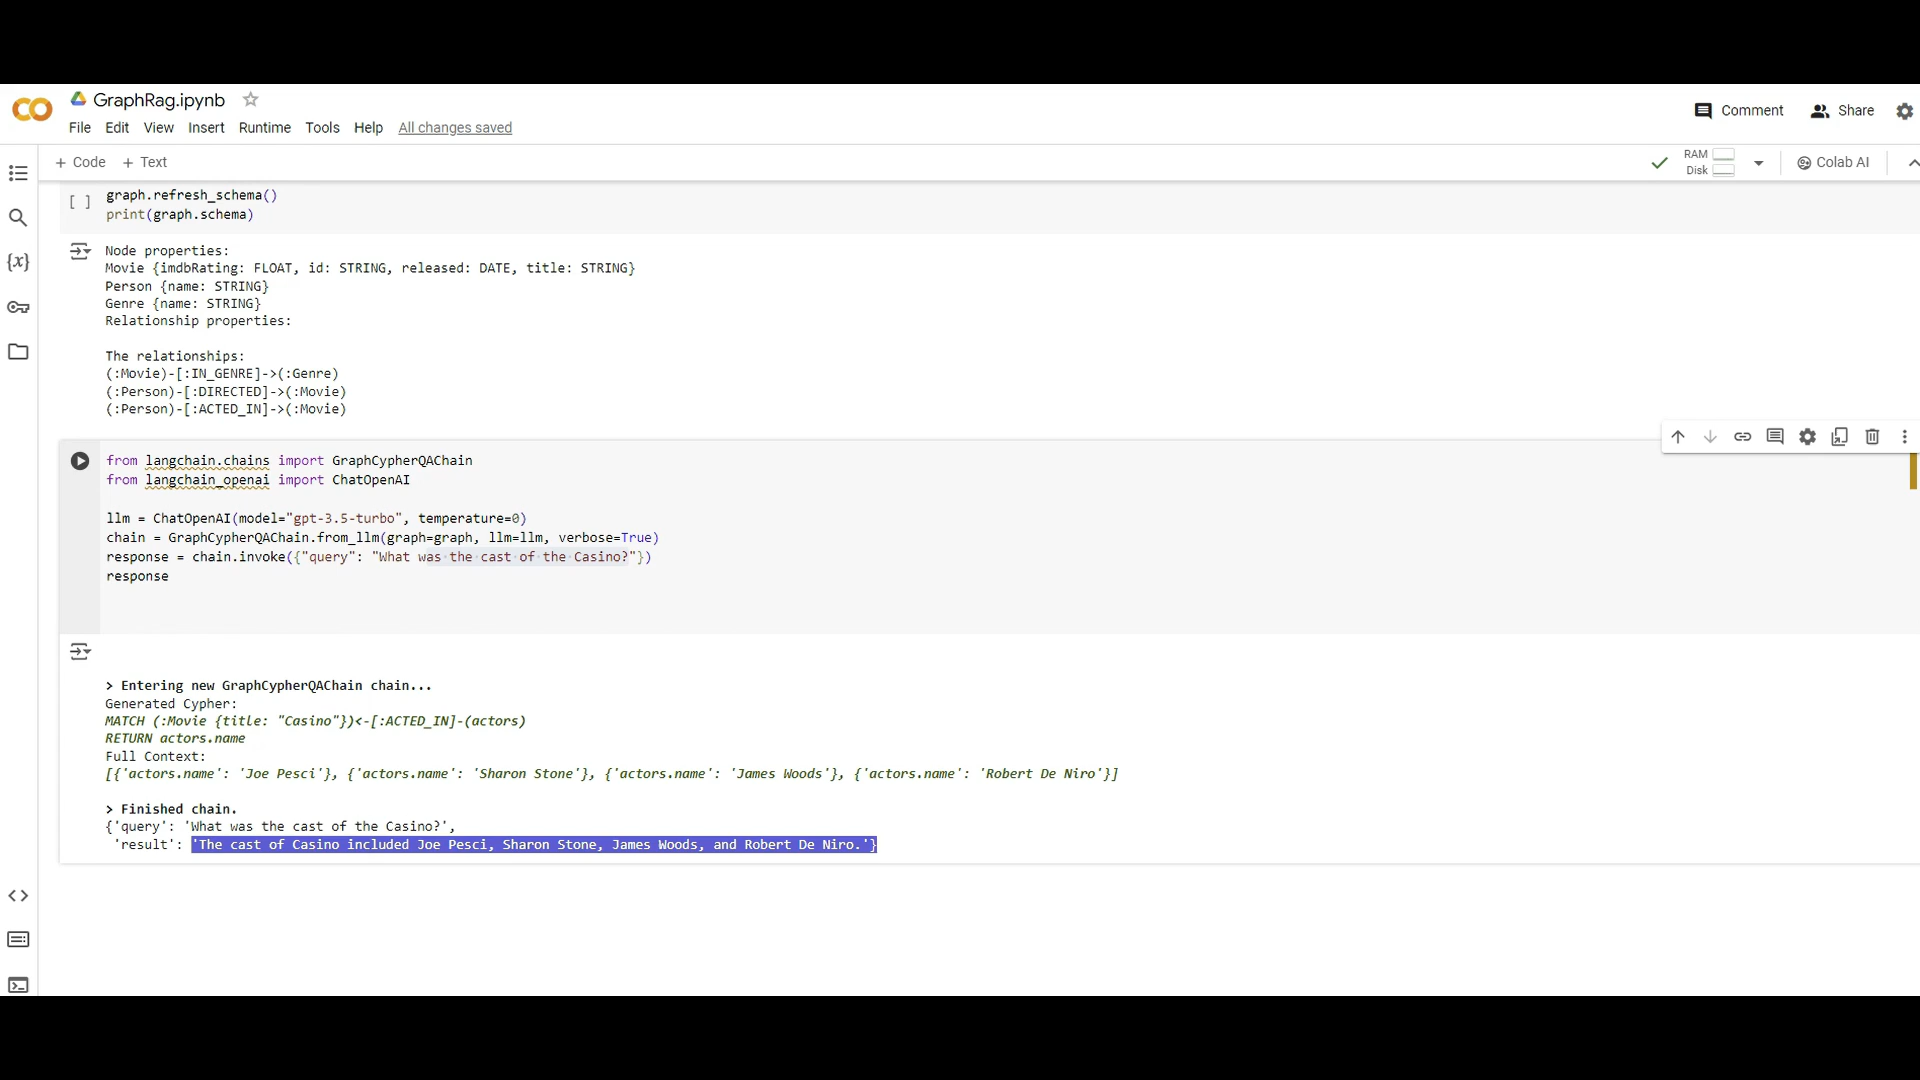 GraphRag.ipynb
File Edit View Insert Runtime Tools Help All changes saved
Comment Share
+ Code + Text
RAM
Disk
Colab AI
[ ] graph.refresh_schema()
print(graph.schema)
Node properties:
Movie {imdbRating: FLOAT, id: STRING, released: DATE, title: STRING}
Person {name: STRING}
Genre {name: STRING}
Relationship properties:
The relationships:
(:Movie)-[:IN_GENRE]->(:Genre)
(:Person)-[:DIRECTED]->(:Movie)
(:Person)-[:ACTED_IN]->(:Movie)
from langchain.chains import GraphCypherQAChain
from langchain_openai import ChatOpenAI
llm = ChatOpenAI(model="gpt-3.5-turbo", temperature=0)
chain = GraphCypherQAChain.from_llm(graph=graph, llm=llm, verbose=True)
response = chain.invoke({"query": "What was the cast of the Casino?"})
response
> Entering new GraphCypherQAChain chain...
Generated Cypher:
MATCH (:Movie {title: "Casino"})<-[:ACTED_IN]-(actors)
RETURN actors.name
Full Context:
[{'actors.name': 'Joe Pesci'}, {'actors.name': 'Sharon Stone'}, {'actors.name': 'James Woods'}, {'actors.name': 'Robert De Niro'}]
> Finished chain.
{'query': 'What was the cast of the Casino?',
'result': 'The cast of Casino included Joe Pesci, Sharon Stone, James Woods, and Robert De Niro.'}